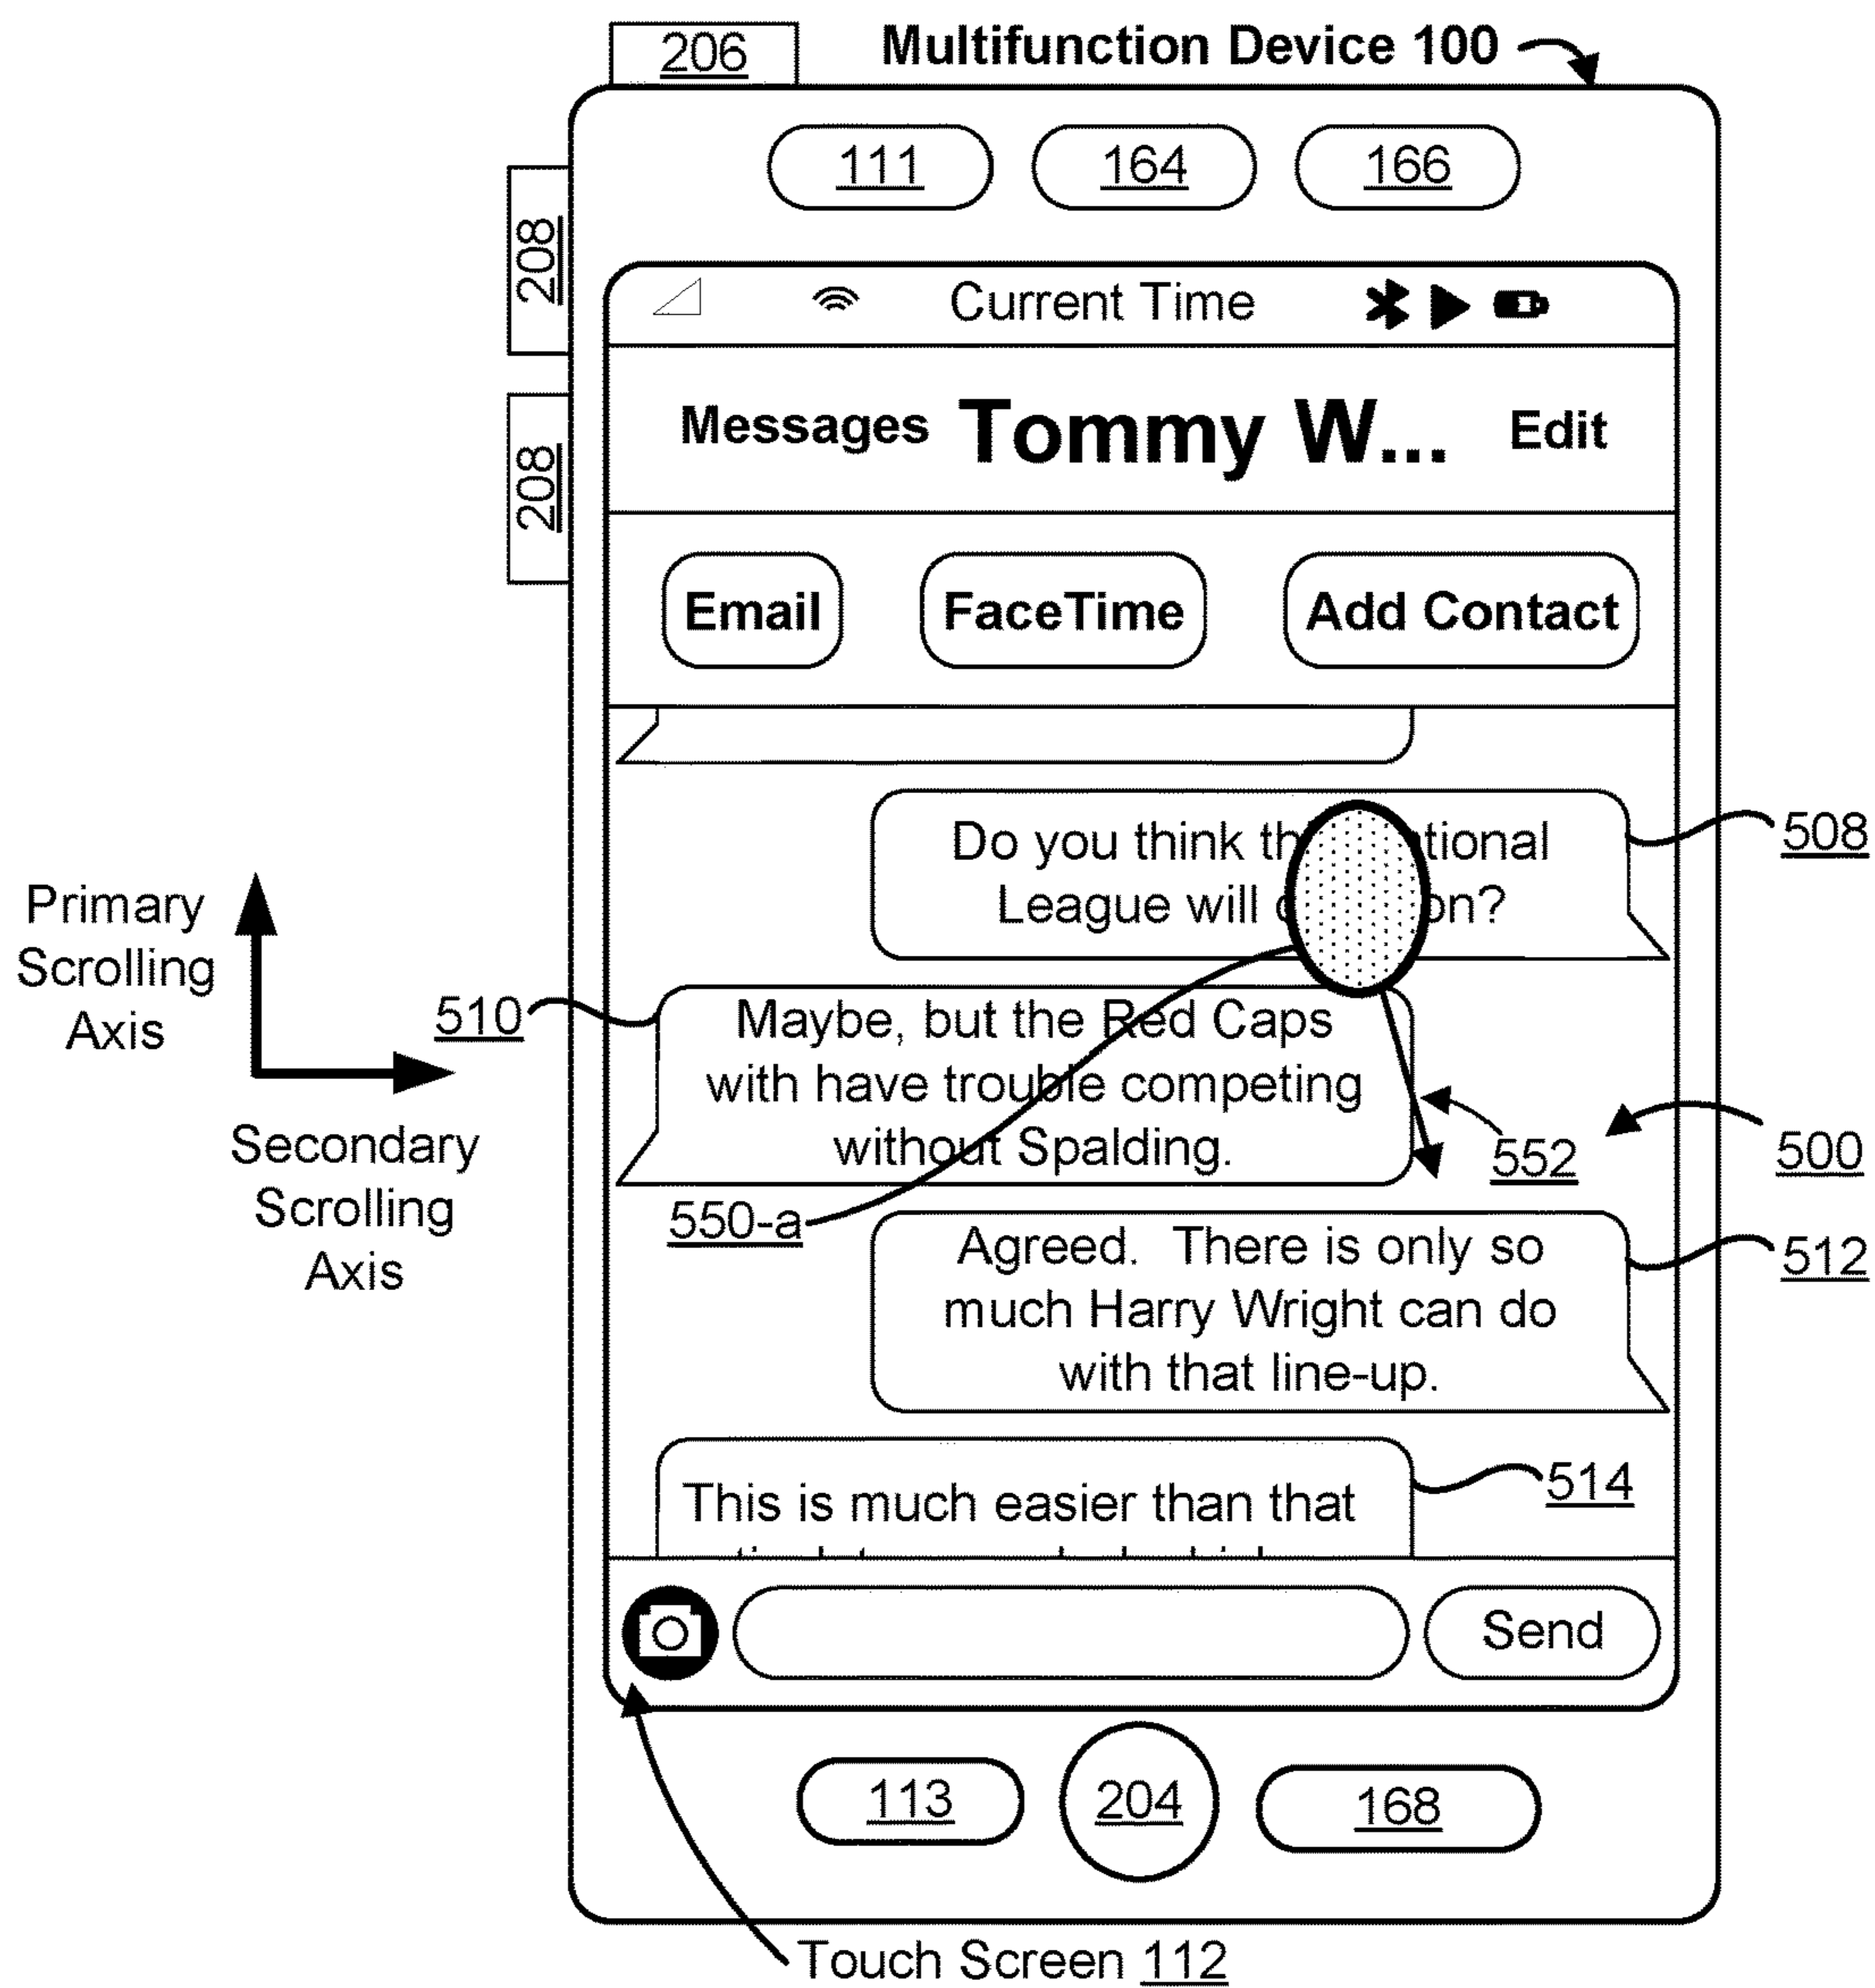 206
Multifunction Device 100
111
164
166
208
208
Current Time
Messages
Tommy W...
Edit
Email
FaceTime
Add Contact
Do you think tional
League will on?
508
Primary
Scrolling
Axis
Secondary
Scrolling
Axis
510
Maybe, but the Red Caps
with have trouble competing
without Spalding.
552
500
550-a
Agreed. There is only so
much Harry Wright can do
with that line-up.
512
This is much easier than that
514
Send
113
204
168
Touch Screen 112